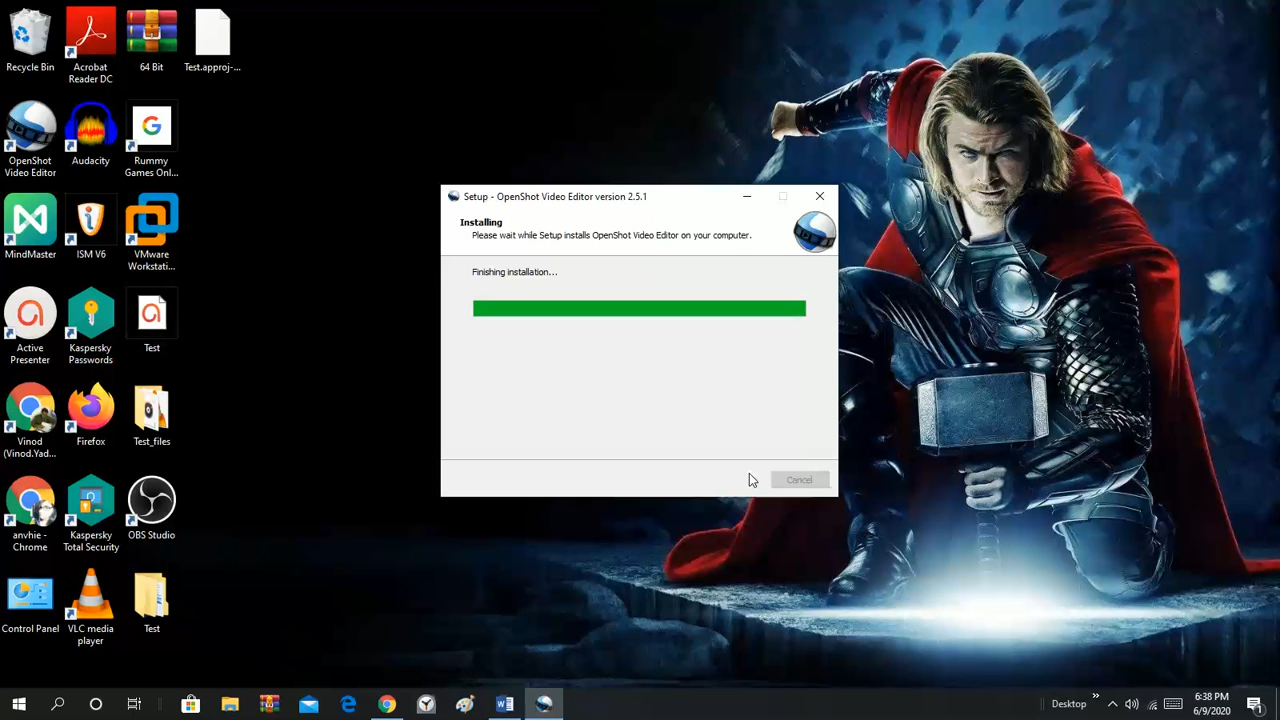 Recycle Bin
Acrobat
Reader DC
64 Bit
Test.approj-...
OpenShot
Video Editor
Audacity
G
Rummy
Games Onl...
MindMaster
ISM V6
VMware
Workstati...
Active
Presenter
Kaspersky
Passwords
Test
Vinod
(Vinod.Yad...
Firefox
Test_files
anvhie -
Chrome
Kaspersky
Total Security
OBS Studio
Control Panel
VLC media
player
Test
Setup - OpenShot Video Editor version 2.5.1
Installing
Please wait while Setup installs OpenShot Video Editor on your computer.
Finishing installation...
Cancel
Desktop
6:38 PM
6/9/2020
1